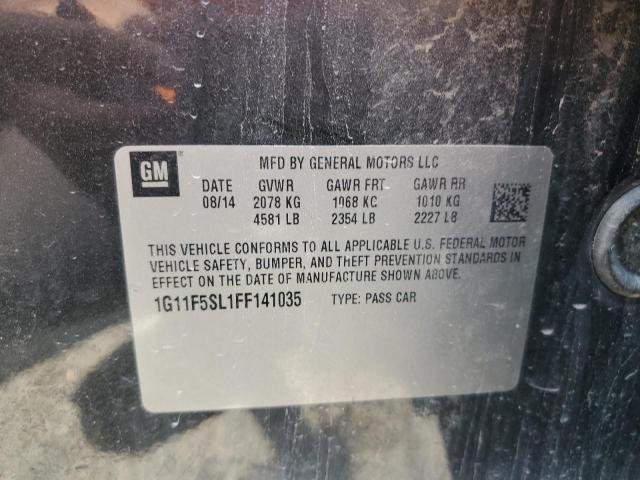 GM
MFD BY GENERAL MOTORS LLC
DATE GVWR GAWR FRT GAWR RR
08/14 2078 KG 1068 KG 1010 KG
4581 LB 2354 LB 2227 LB
THIS VEHICLE CONFORMS TO ALL APPLICABLE U.S. FEDERAL MOTOR
VEHICLE SAFETY, BUMPER, AND THEFT PREVENTION STANDARDS IN
EFFECT ON THE DATE OF MANUFACTURE SHOWN ABOVE.
1G11F5SL1FF141035 TYPE: PASS CAR